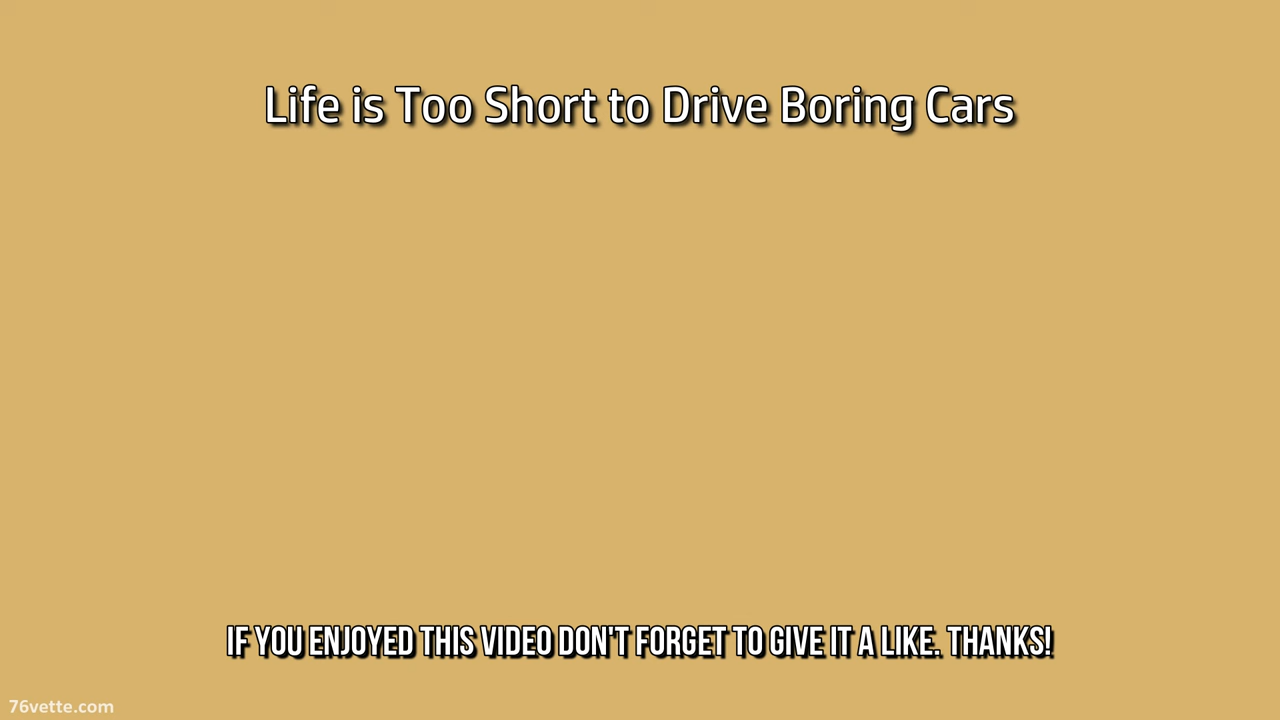 Life is Too Short to Drive Boring Cars
IF YOU ENJOYED THIS VIDEO DON'T FORGET TO GIVE IT A LIKE. THANKS!
76vette.com